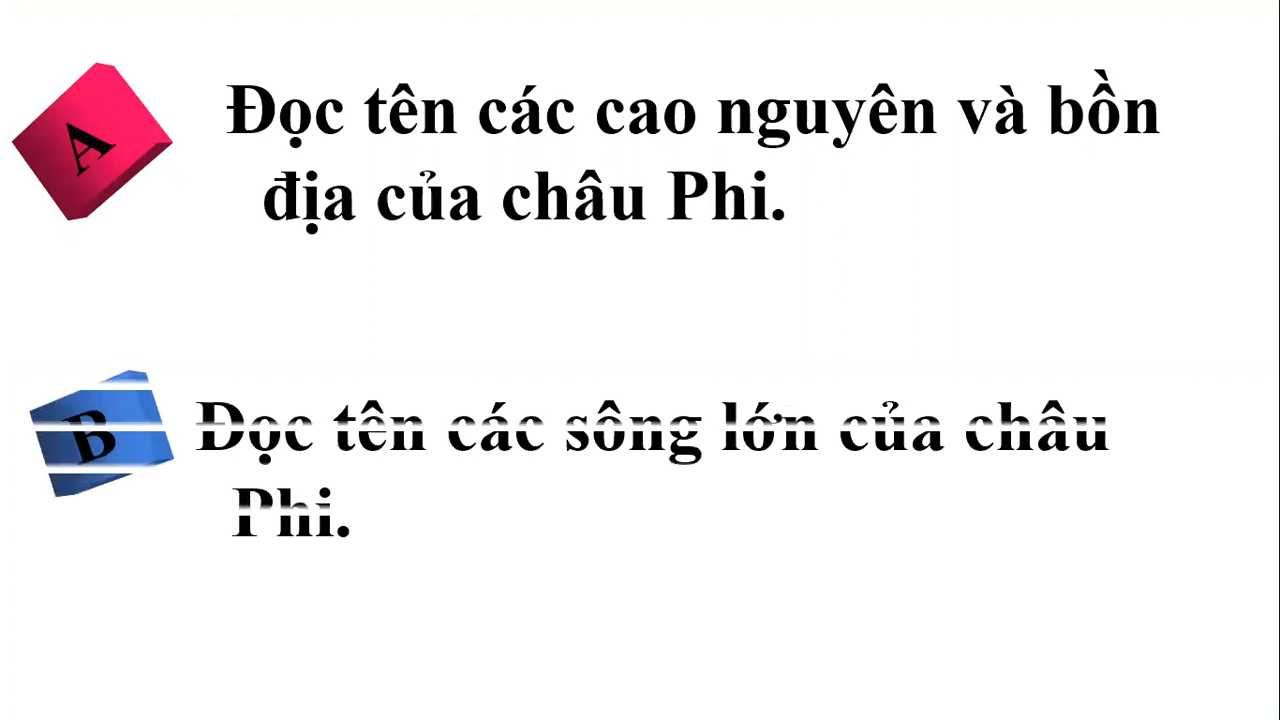 A
Đọc tên các cao nguyên và bồn
địa của châu Phi.
B
Đọc tên các sông lớn của châu
Phi.